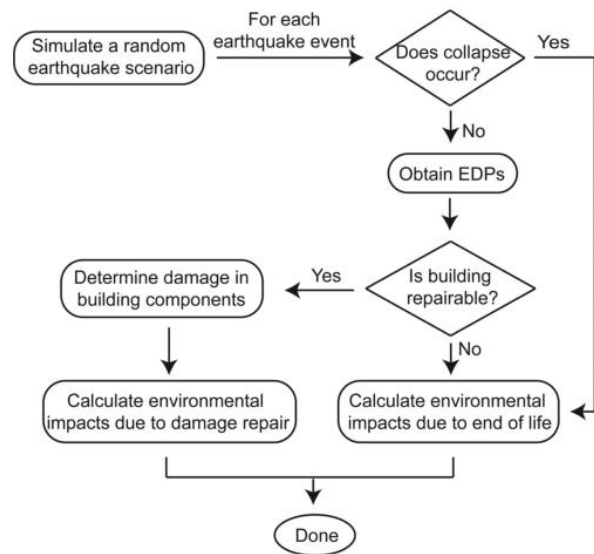 Simulate a random
earthquake scenario
For each
earthquake event
Does collapse
occur?
Yes
No
Obtain EDPs
Is building
repairable?
Yes
Determine damage in
building components
No
Calculate environmental
impacts due to damage repair
Calculate environmental
impacts due to end of life
Done